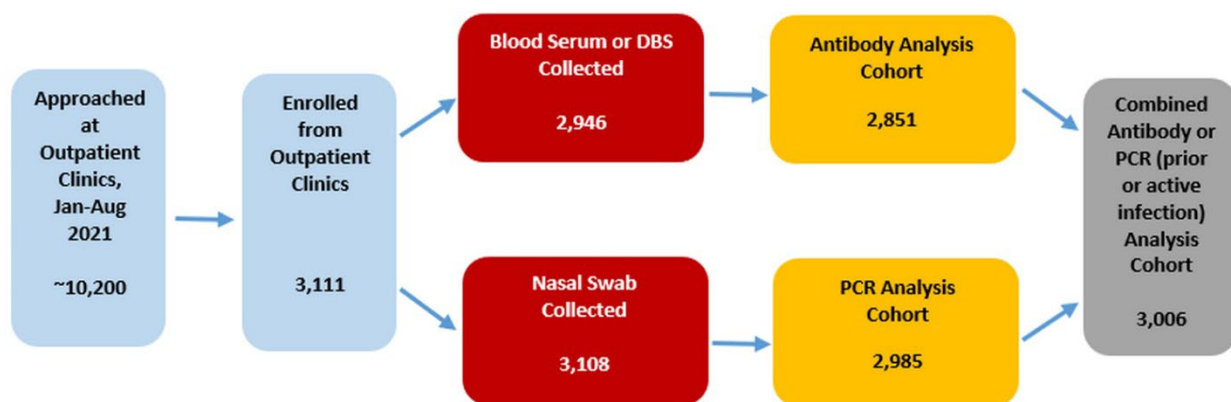 Approached
at
Outpatient
Clinics,
Jan-Aug
2021
~10,200
Enrolled
from
Outpatient
Clinics
3,111
Blood Serum or DBS
Collected
2,946
Antibody Analysis
Cohort
2,851
Nasal Swab
Collected
3,108
PCR Analysis
Cohort
2,985
Combined
Antibody or
PCR (prior
or active
infection)
Analysis
Cohort
3,006